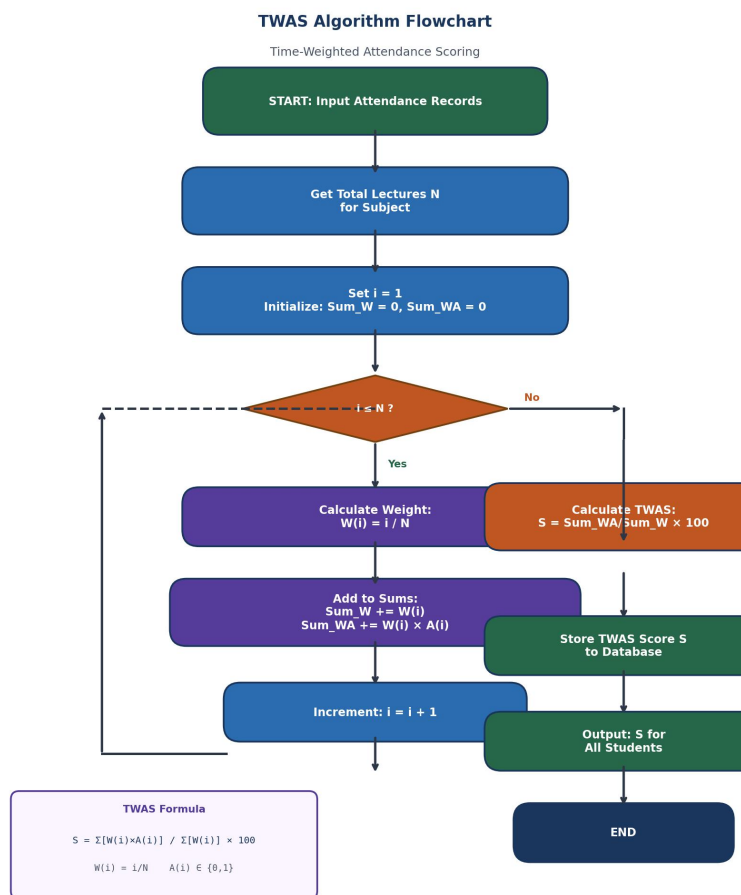 TWAS Algorithm Flowchart
Time-Weighted Attendance Scoring
START: Input Attendance Records
Get Total Lectures N
for Subject
Set i = 1
Initialize: Sum_W = 0, Sum_WA = 0
i ≤ N ?
No
Yes
Calculate Weight:
W(i) = i / N
Calculate TWAS:
S = Sum_WA/Sum_W × 100
Add to Sums:
Sum_W += W(i)
Sum_WA += W(i) × A(i)
Store TWAS Score S
to Database
Increment: i = i + 1
Output: S for
All Students
TWAS Formula
S = Σ[W(i)×A(i)] / Σ[W(i)] × 100
W(i) = i/N    A(i) ∈ {0,1}
END